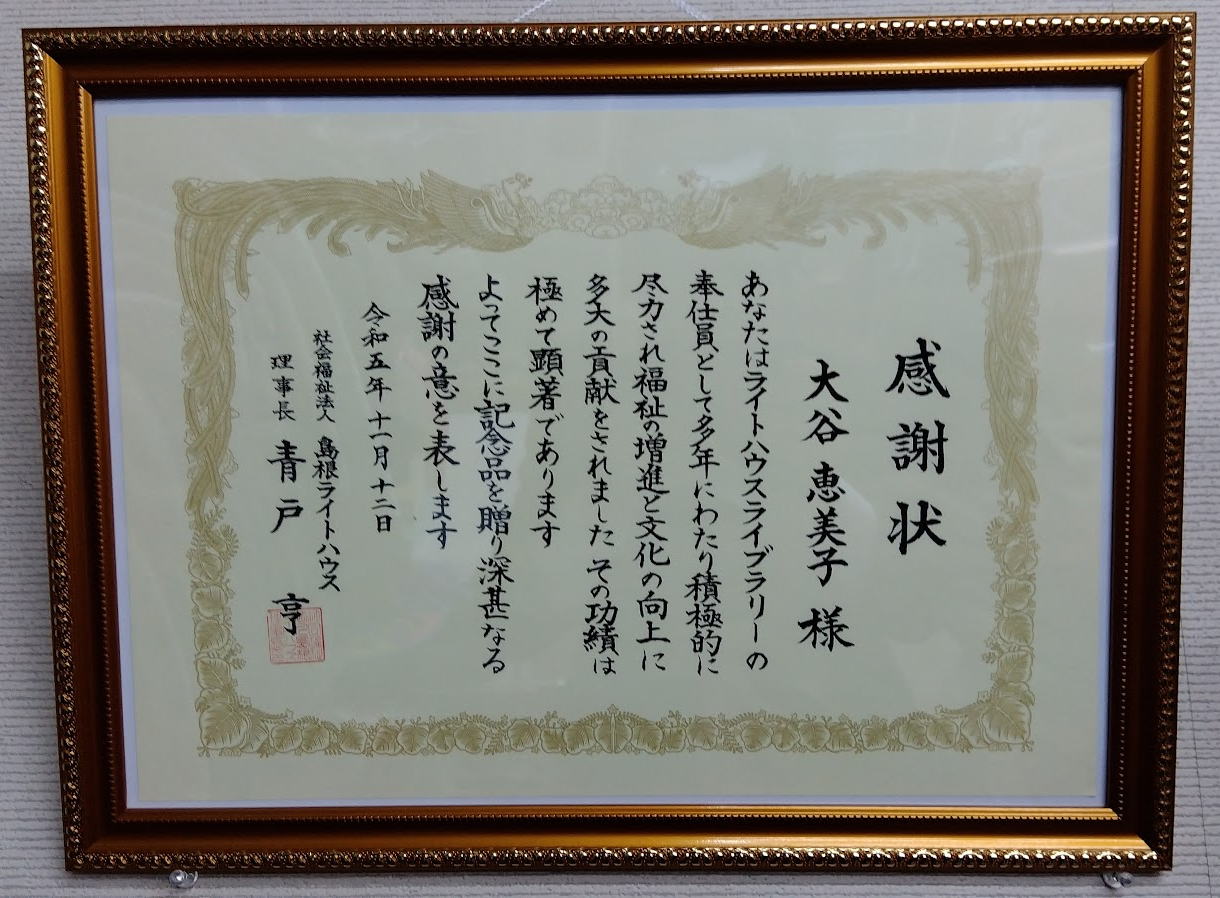 感謝状
大谷恵美子様
あなたはライトハウスライブラリーの
奉仕員として多年にわたり積極的に
尽力され福祉の増進と文化の向上に
多大の貢献をされました その功績は
極めて顕著であります
よってここに記念品を贈り深甚なる
感謝の意を表します
令和五年十一月十二日
社会福祉法人 島根ライトハウス
理事長 青戸 亨